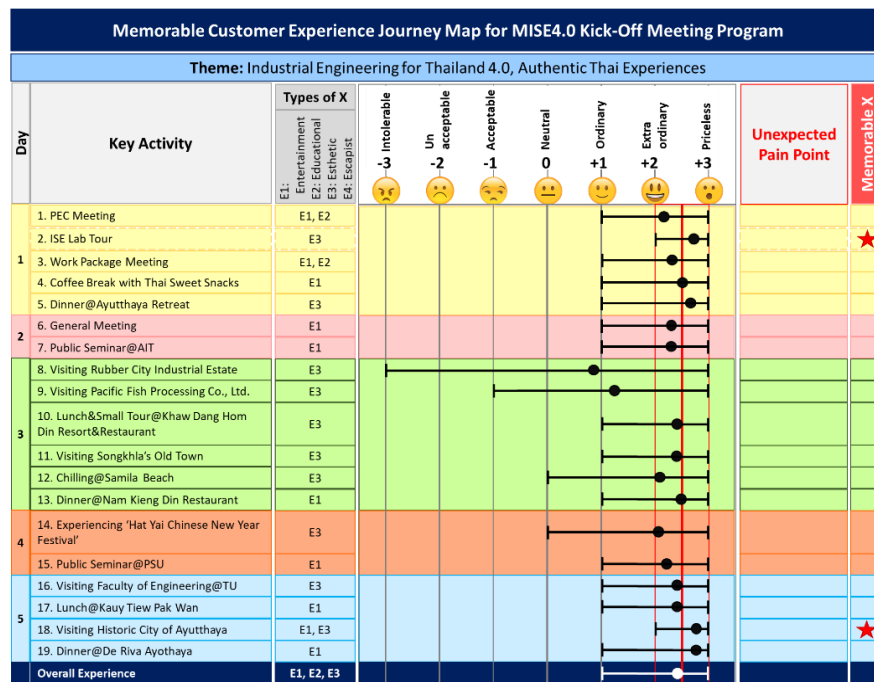 Memorable Customer Experience Journey Map for MISE4.0 Kick-Off Meeting Program
Theme: Industrial Engineering for Thailand 4.0, Authentic Thai Experiences
Day
Key Activity
Types of X
E1: Entertainment
E2: Educational
E3: Esthetic
E4: Escapist
Intolerable
-3
Un acceptable
-2
Acceptable
-1
Neutral
0
Ordinary
+1
Extra ordinary
+2
Priceless
+3
Unexpected
Pain Point
Memorable X
1
1. PEC Meeting E1, E2
2. ISE Lab Tour E3
3. Work Package Meeting E1, E2
4. Coffee Break with Thai Sweet Snacks E1
5. Dinner@Ayutthaya Retreat E3
2
6. General Meeting E1
7. Public Seminar@AIT E1
3
8. Visiting Rubber City Industrial Estate E3
9. Visiting Pacific Fish Processing Co., Ltd. E3
10. Lunch&Small Tour@Khaw Dang Hom
Din Resort&Restaurant E3
11. Visiting Songkhla's Old Town E3
12. Chilling@Samila Beach E3
13. Dinner@Nam Kieng Din Restaurant E1
4
14. Experiencing 'Hat Yai Chinese New Year
Festival' E3
15. Public Seminar@PSU E1
5
16. Visiting Faculty of Engineering@TU E3
17. Lunch@Kauy Tiew Pak Wan E1
18. Visiting Historic City of Ayutthaya E1, E3
19. Dinner@De Riva Ayothaya E1
Overall Experience E1, E2, E3